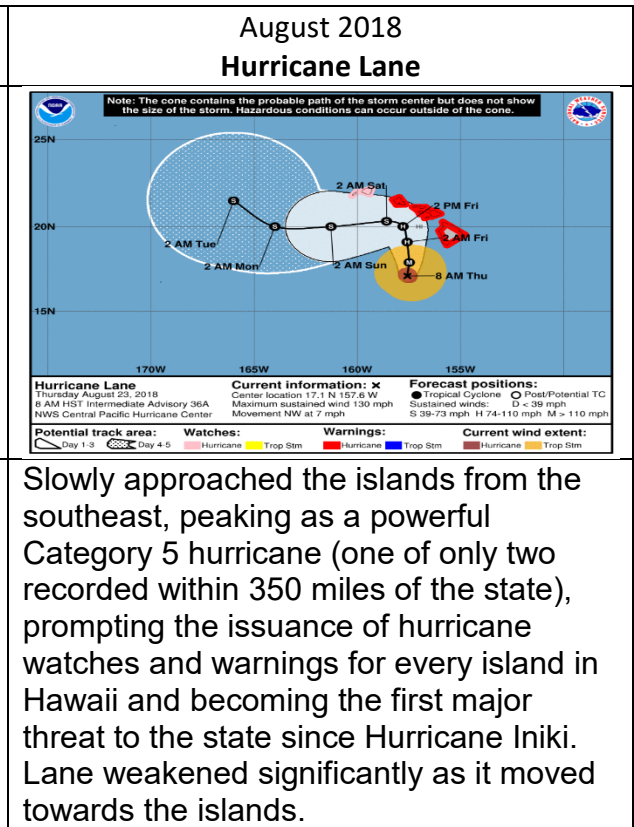 August 2018
Hurricane Lane
NOAA
Note: The cone contains the probable path of the storm center but does not show
the size of the storm. Hazardous conditions can occur outside of the cone.
25N
2 AM Sat
2 PM Fri
S
S
H
HI
20N
S
S
H
2 AM Fri
2 AM Tue
2 AM Mon
2 AM Sun
M
8 AM Thu
15N
170W 165W 160W 155W
Hurricane Lane
Thursday August 23, 2018
8 AM HST Intermediate Advisory 36A
NWS Central Pacific Hurricane Center
Current information: x
Center location 17.1 N 157.6 W
Maximum sustained wind 130 mph
Movement NW at 7 mph
Forecast positions:
Tropical Cyclone Post/Potential TC
Sustained winds: D < 39 mph
S 39-73 mph H 74-110 mph M > 110 mph
Potential track area:
Day 1-3 Day 4-5
Watches:
Hurricane Trop Stm
Warnings:
Hurricane Trop Stm
Current wind extent:
Hurricane Trop Stm
Slowly approached the islands from the
southeast, peaking as a powerful
Category 5 hurricane (one of only two
recorded within 350 miles of the state),
prompting the issuance of hurricane
watches and warnings for every island in
Hawaii and becoming the first major
threat to the state since Hurricane Iniki.
Lane weakened significantly as it moved
towards the islands.